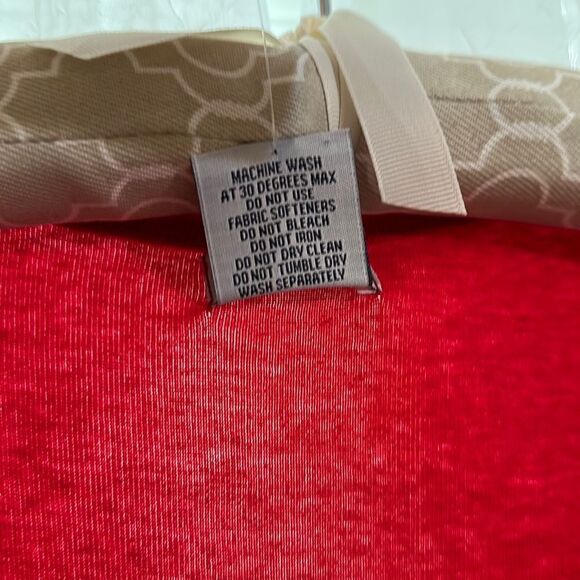 MACHINE WASH
AT 30 DEGREES MAX
DO NOT USE
FABRIC SOFTENERS
DO NOT BLEACH
DO NOT IRON
DO NOT DRY CLEAN
DO NOT TUMBLE DRY
WASH SEPARATELY